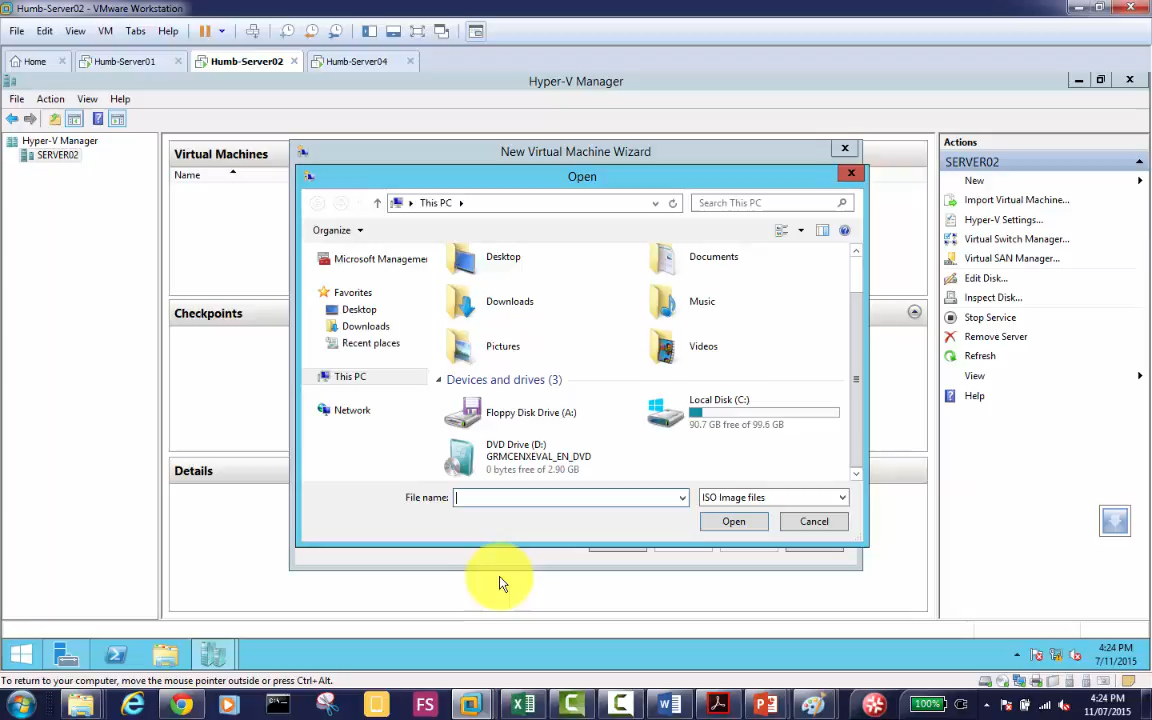 Humb-Server02 - VMware Workstation
File Edit View VM Tabs Help
Home Humb-Server01 Humb-Server02 Humb-Server04
Hyper-V Manager
File Action View Help
Hyper-V Manager
SERVER02
Virtual Machines
Name
Checkpoints
Details
New Virtual Machine Wizard
Open
This PC
Search This PC
Organize
Microsoft Manageme
Favorites
Desktop
Downloads
Recent places
This PC
Network
Desktop
Documents
Downloads
Music
Pictures
Videos
Devices and drives (3)
Floppy Disk Drive (A:)
Local Disk (C:)
90.7 GB free of 99.6 GB
DVD Drive (D:)
GRMCENXEVAL_EN_DVD
0 bytes free of 2.90 GB
File name:
ISO Image files
Open
Cancel
Actions
SERVER02
New
Import Virtual Machine...
Hyper-V Settings...
Virtual Switch Manager...
Virtual SAN Manager...
Edit Disk...
Inspect Disk...
Stop Service
Remove Server
Refresh
View
Help
4:24 PM
7/11/2015
To return to your computer, move the mouse pointer outside or press Ctrl+Alt.
FS
100%
4:24 PM
11/07/2015